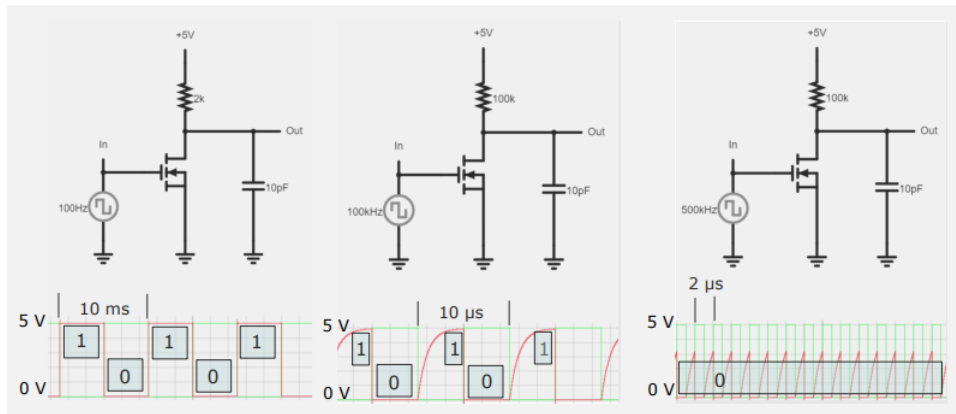 +5V
2k
Out
In
100Hz
10pF
10 ms
5 V
1
1
1
0
0
0 V
+5V
100k
Out
In
100kHz
10pF
10 µs
5 V
1
1
1
0
0
0 V
+5V
100k
Out
In
500kHz
10pF
2 µs
5 V
0
0 V